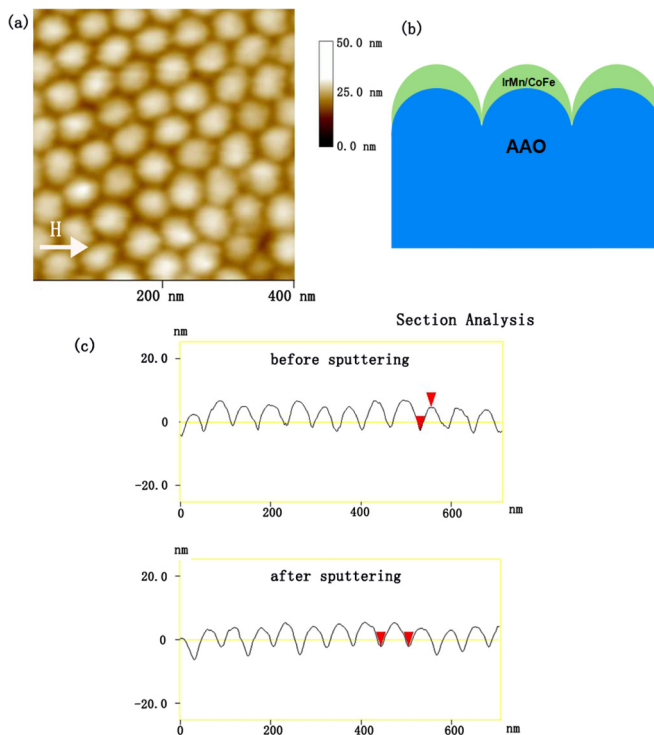 (a)
50.0 nm
25.0 nm
0.0 nm
H
200 nm
400 nm
(b)
IrMn/CoFe
AAO
Section Analysis
(c)
nm
before sputtering
20.0
0
-20.0
0
200
400
600
nm
nm
after sputtering
20.0
0
-20.0
0
200
400
600
nm